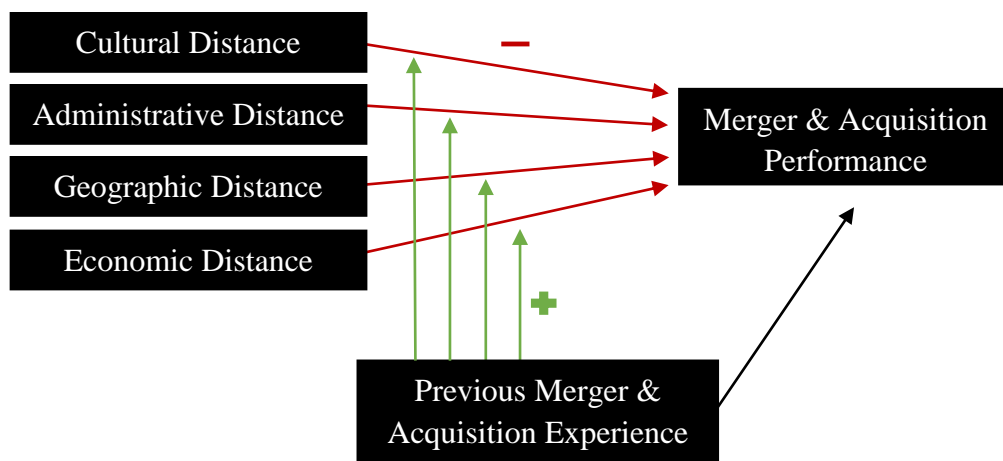 Cultural Distance
Administrative Distance
Geographic Distance
Economic Distance
Merger & Acquisition
Performance
Previous Merger &
Acquisition Experience